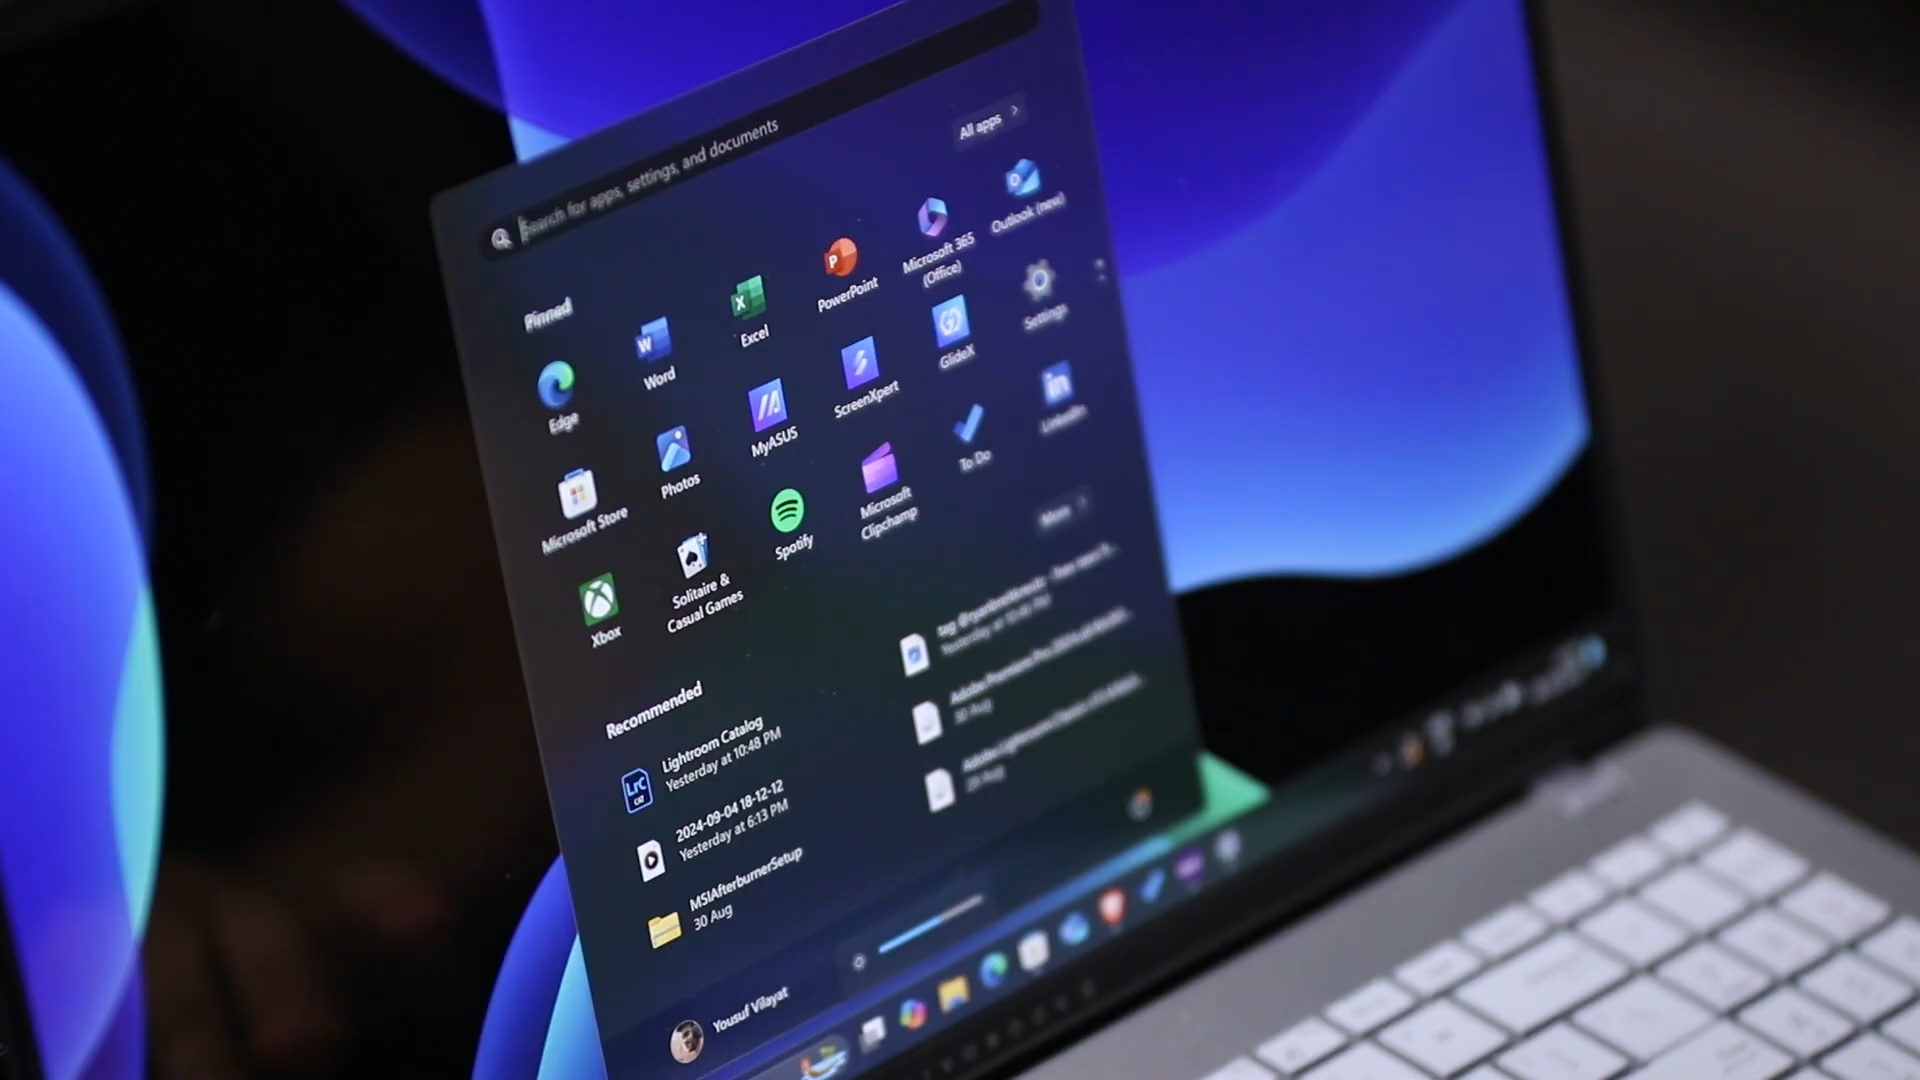 Search for apps, settings, and documents
Pinned
All apps
Edge
Word
Excel
PowerPoint
Microsoft 365
(Office)
Outlook (new)
Microsoft Store
Photos
MyASUS
ScreenXpert
GlideX
Settings
Xbox
Solitaire &
Casual Games
Spotify
Microsoft
Clipchamp
To Do
LinkedIn
Recommended
More
Lightroom Catalog
Yesterday at 10:48 PM
2024-09-04 18-12-12
Yesterday at 6:13 PM
30 Aug
MSIAfterburnerSetup
30 Aug
Yousuf Vilayat